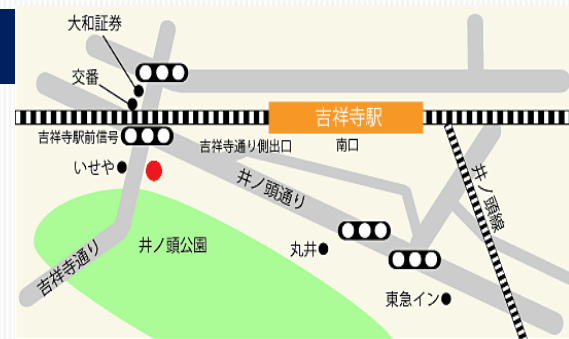 大和証券
交番
吉祥寺駅
吉祥寺駅前信号
吉祥寺通り側出口
南口
いせや
井ノ頭通り
井ノ頭線
吉祥寺通り
井ノ頭公園
丸井
東急イン